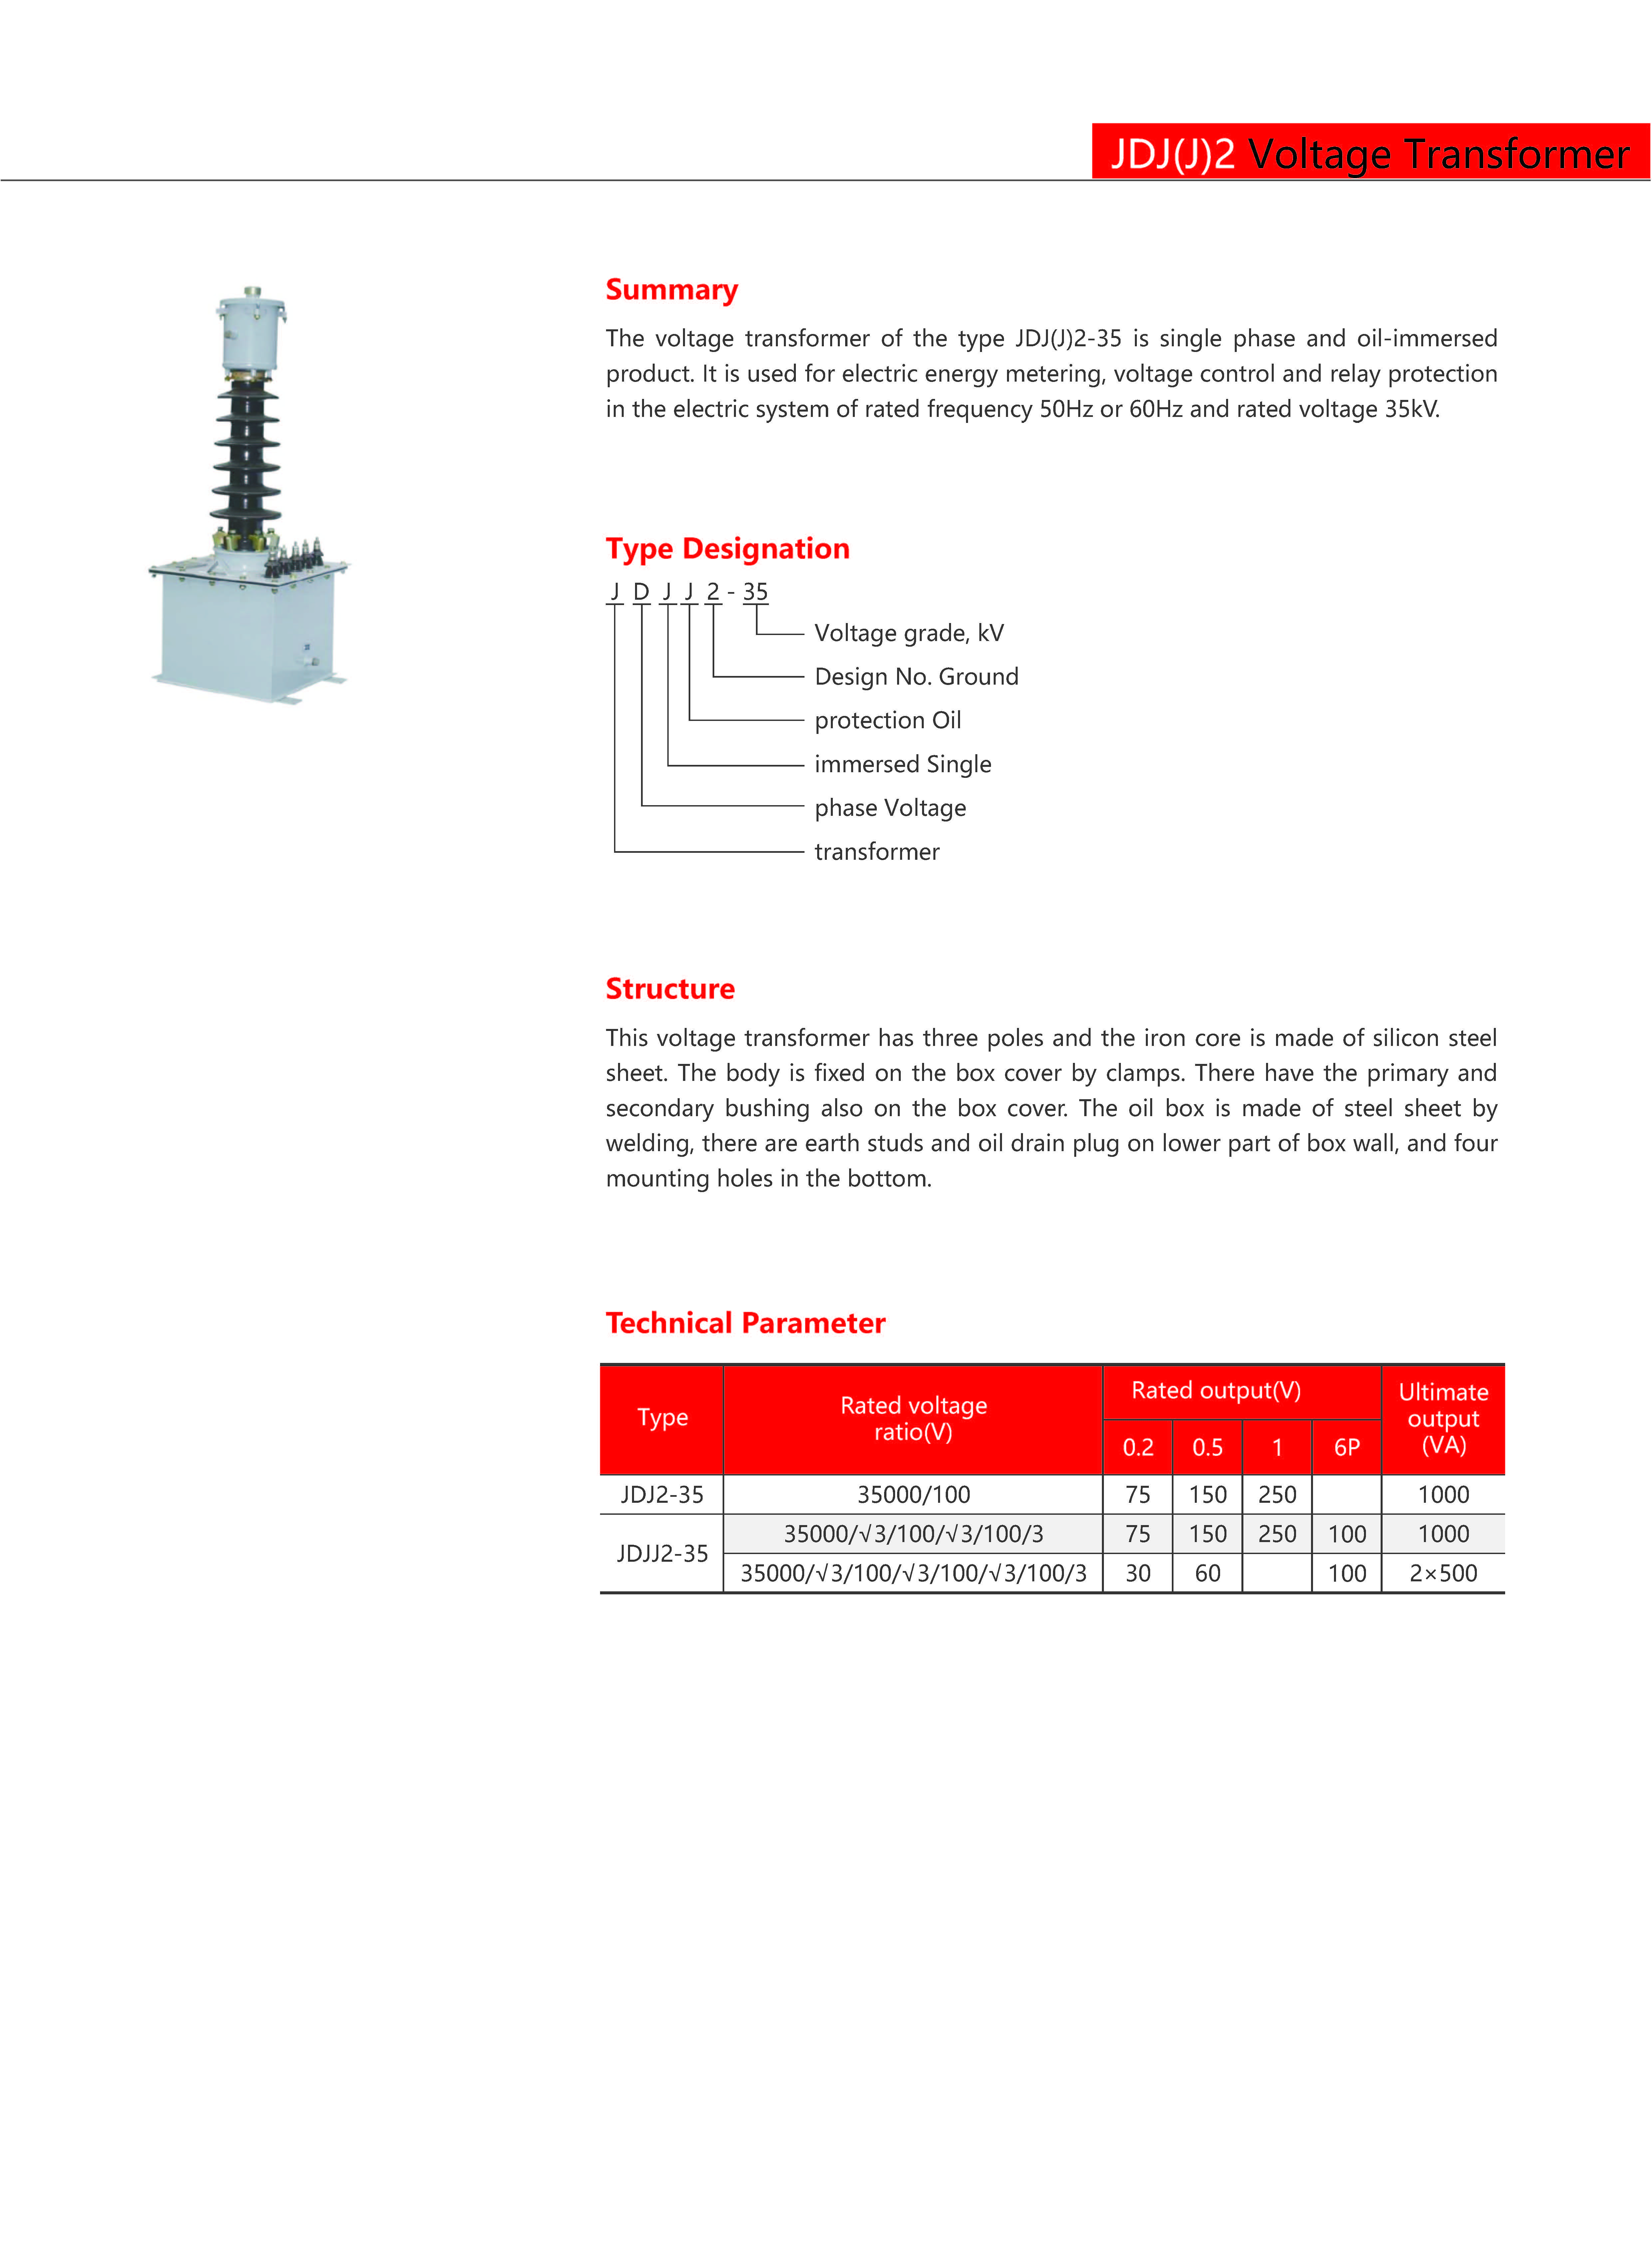 JDJ(J)2 Voltage Transformer
Summary
The voltage transformer of the type JDJ(J)2-35 is single phase and oil-immersed
product. It is used for electric energy metering, voltage control and relay protection
in the electric system of rated frequency 50Hz or 60Hz and rated voltage 35kV.
Type Designation
J D J J 2 - 35
Voltage grade, kV
Design No. Ground
protection Oil
immersed Single
phase Voltage
transformer
Structure
This voltage transformer has three poles and the iron core is made of silicon steel
sheet. The body is fixed on the box cover by clamps. There have the primary and
secondary bushing also on the box cover. The oil box is made of steel sheet by
welding, there are earth studs and oil drain plug on lower part of box wall, and four
mounting holes in the bottom.
Technical Parameter
Type Rated voltage ratio(V) Rated output(V) Ultimate output (VA)
0.2 0.5 1 6P
JDJ2-35 35000/100 75 150 250 1000
JDJJ2-35 35000/√3/100/√3/100/3 75 150 250 100 1000
35000/√3/100/√3/100/√3/100/3 30 60 100 2×500